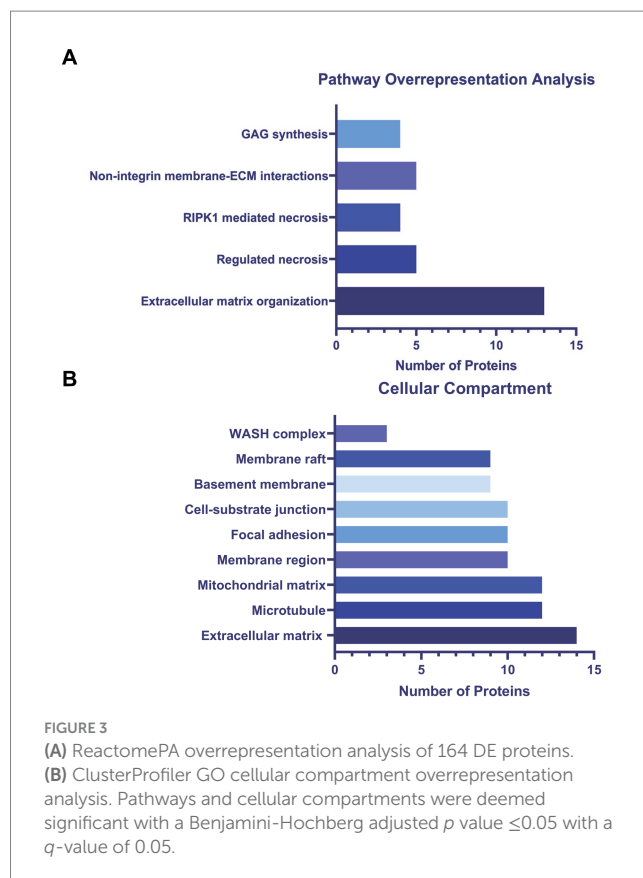 A
Pathway Overrepresentation Analysis
GAG synthesis
Non-integrin membrane-ECM interactions
RIPK1 mediated necrosis
Regulated necrosis
Extracellular matrix organization
0 5 10 15
Number of Proteins
B
Cellular Compartment
WASH complex
Membrane raft
Basement membrane
Cell-substrate junction
Focal adhesion
Membrane region
Mitochondrial matrix
Microtubule
Extracellular matrix
0 5 10 15
Number of Proteins
FIGURE 3
(A) ReactomePA overrepresentation analysis of 164 DE proteins.
(B) ClusterProfiler GO cellular compartment overrepresentation
analysis. Pathways and cellular compartments were deemed
significant with a Benjamini-Hochberg adjusted p value ≤0.05 with a
q-value of 0.05.